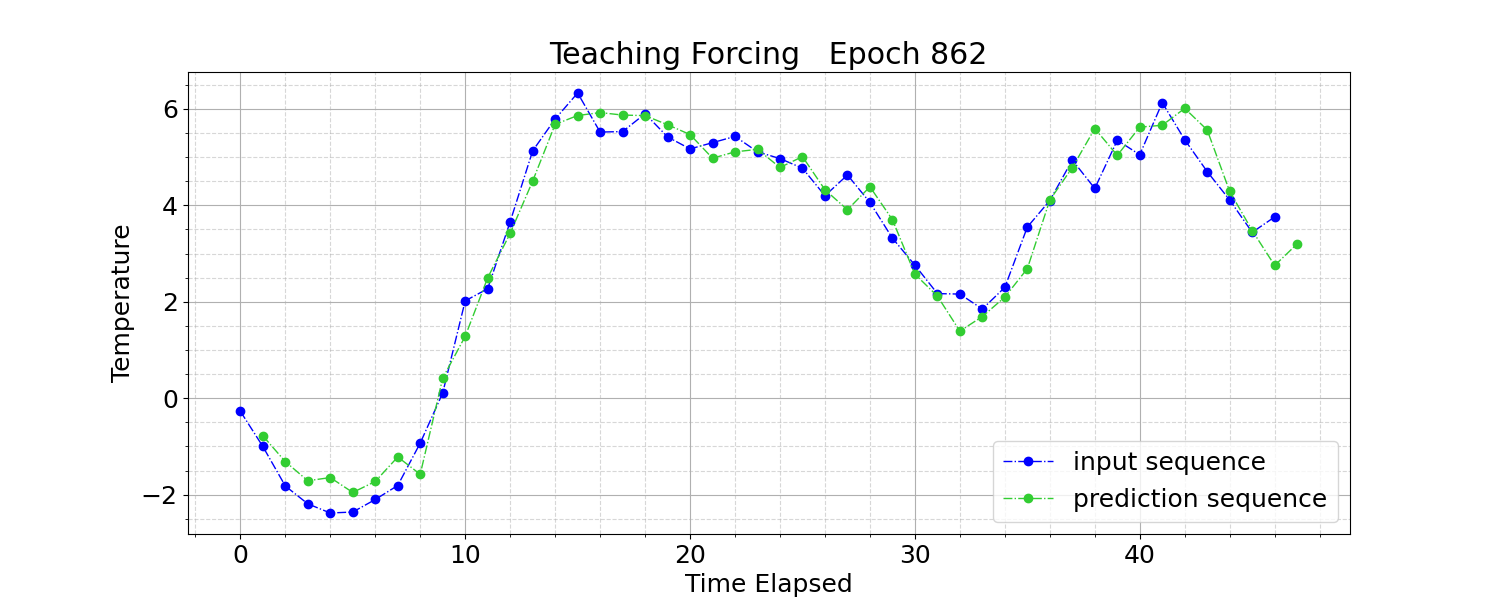 Teaching Forcing   Epoch 862
6
4
2
0
−2
Temperature
input sequence
prediction sequence
0 10 20 30 40
Time Elapsed